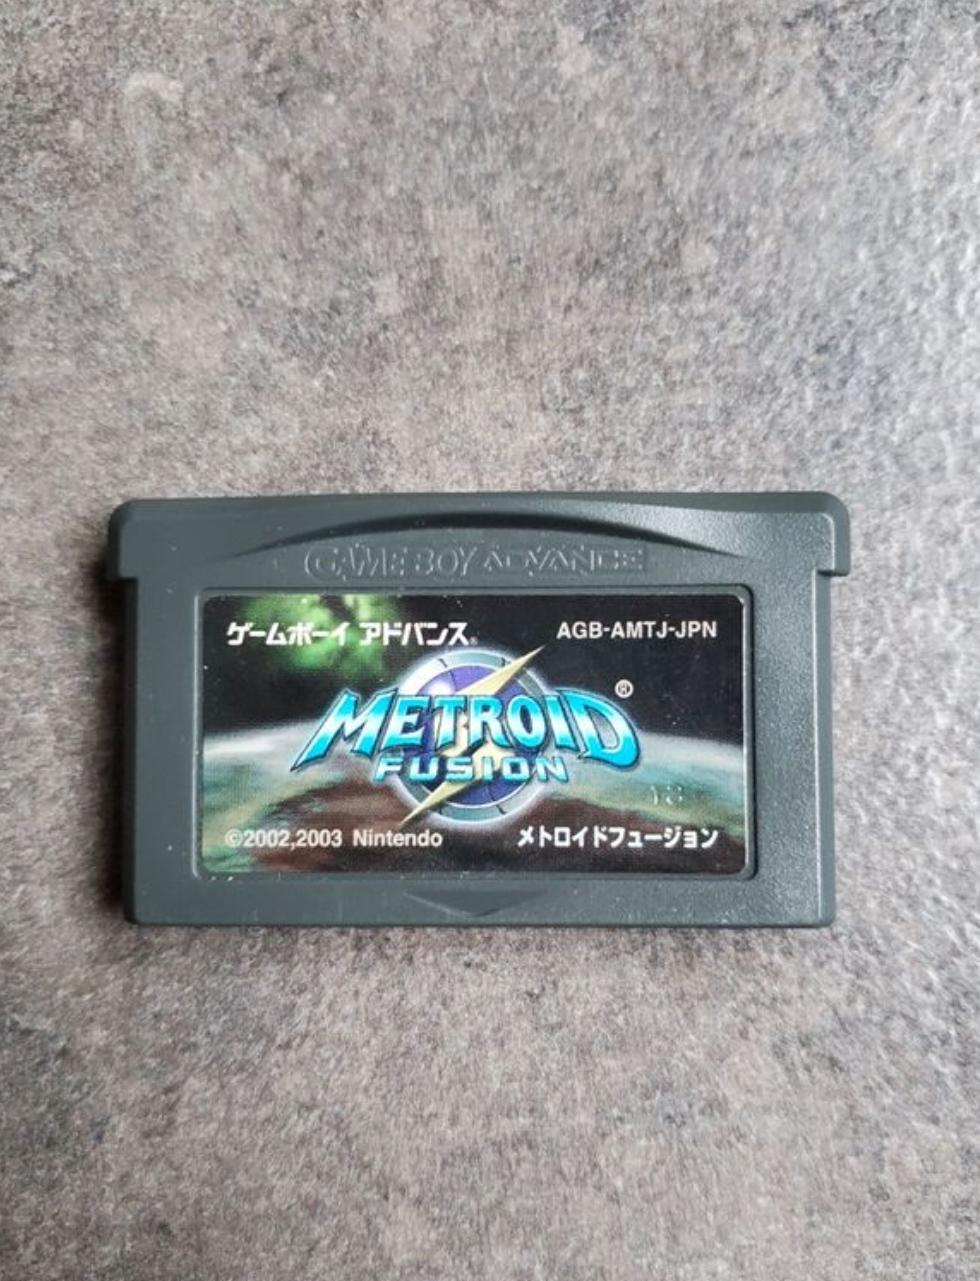 GAME BOY ADVANCE
ゲームボーイ アドバンス®
AGB-AMTJ-JPN
METROID®
FUSION
©2002,2003 Nintendo
メトロイドフュージョン